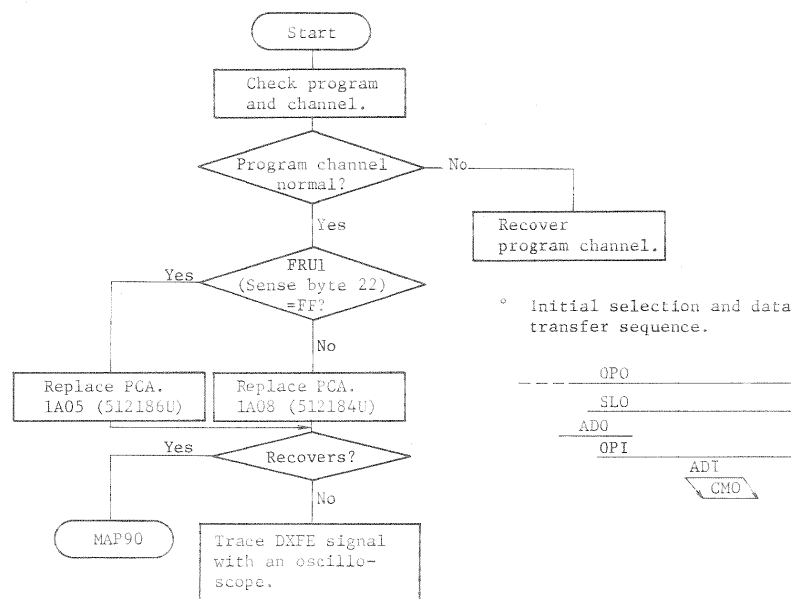 Start
Check program
and channel.
Program channel
normal?
No
Yes
Recover
program channel.
FRU1
(Sense byte 22)
=FF?
Yes
No
° Initial selection and data
transfer sequence.
Replace PCA.
1A05 (512186U)
Replace PCA.
1A08 (512184U)
OPO
SLO
ADO
OPI
ADI
CMO
Recovers?
Yes
No
MAP90
Trace DXFE signal
with an oscillo-
scope.